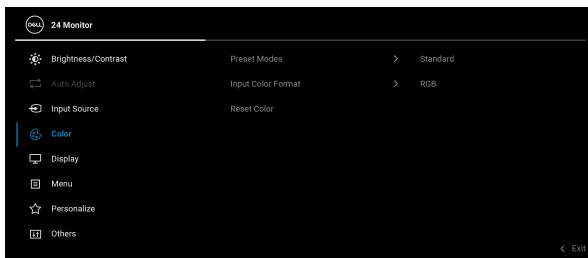 DELL 24 Monitor
Brightness/Contrast Preset Modes > Standard
Auto Adjust Input Color Format > RGB
Input Source Reset Color
Color
Display
Menu
Personalize
Others
< Exit